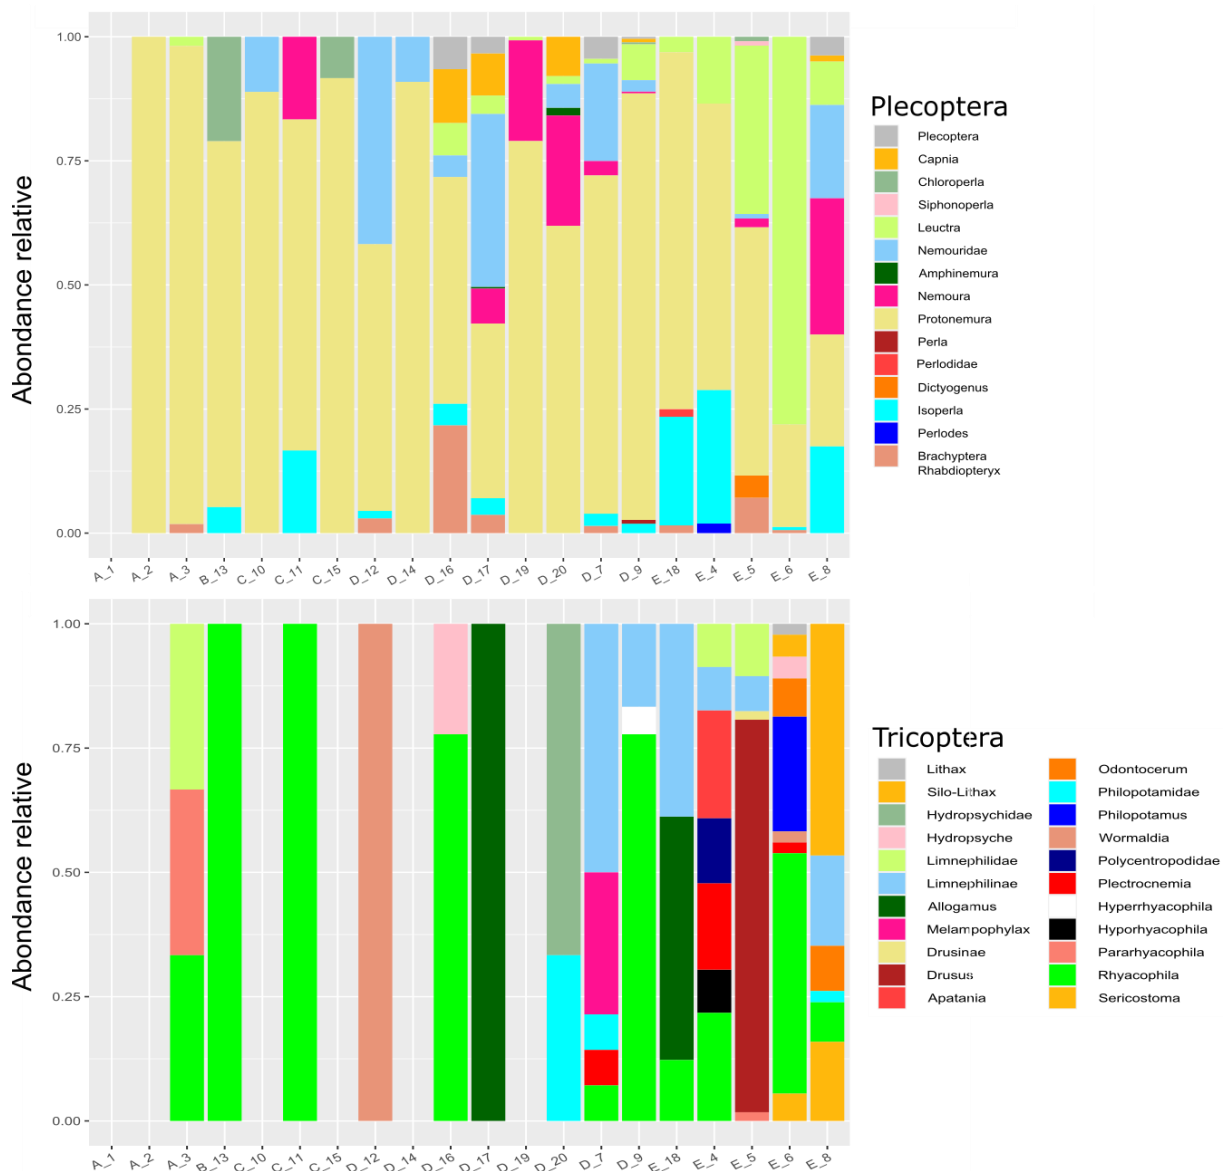 Abondance relative
1.00
0.75
0.50
0.25
0.00
A_1
A_2
A_3
B_13
C_10
C_11
C_15
D_12
D_14
D_16
D_17
D_19
D_20
D_7
D_9
E_18
E_4
E_5
E_6
E_8
Plecoptera
Plecoptera
Capnia
Chloroperla
Siphonoperla
Leuctra
Nemouridae
Amphinemura
Nemoura
Protonemura
Perla
Perlodidae
Dictyogenus
Isoperla
Perlodes
Brachyptera
Rhabdiopteryx
Abondance relative
1.00
0.75
0.50
0.25
0.00
A_1
A_2
A_3
B_13
C_10
C_11
C_15
D_12
D_14
D_16
D_17
D_19
D_20
D_7
D_9
E_18
E_4
E_5
E_6
E_8
Tricoptera
Lithax
Silo-Lithax
Hydropsychidae
Hydropsyche
Limnephilidae
Limnephilinae
Allogamus
Melampophylax
Drusinae
Drusus
Apatania
Odontocerum
Philopotamidae
Philopotamus
Wormaldia
Polycentropodidae
Plectrocnemia
Hyperrhyacophila
Hyporhyacophila
Pararhyacophila
Rhyacophila
Sericostoma